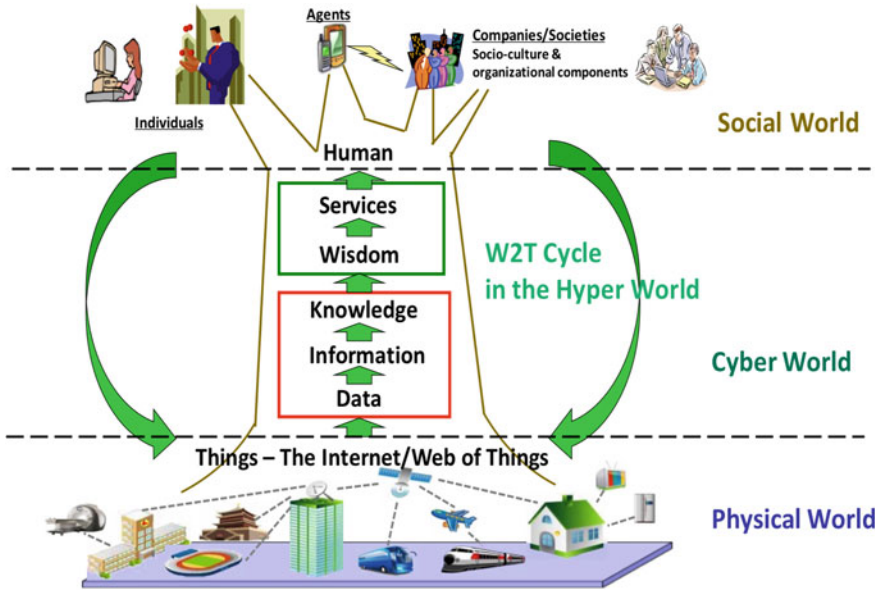 Agents
Companies/Societies
Socio-culture &
organizational components
Individuals
Social World
Human
Services
Wisdom
W2T Cycle
in the Hyper World
Knowledge
Information
Data
Cyber World
Things – The Internet/Web of Things
Physical World